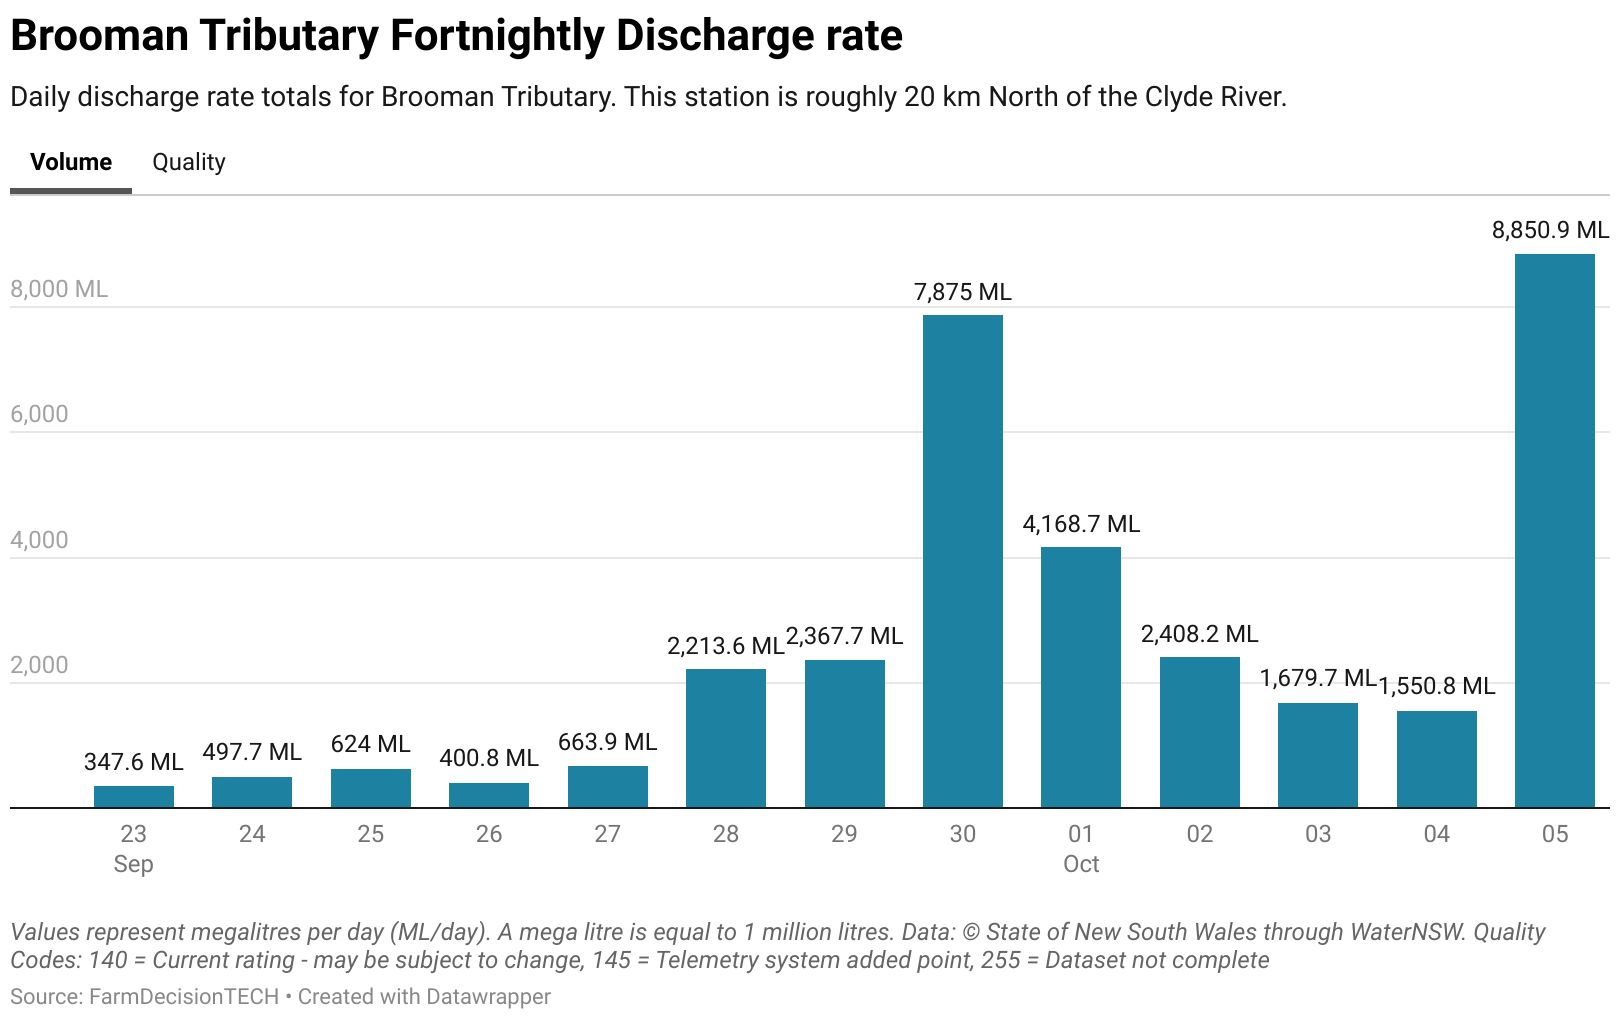 Brooman Tributary Fortnightly Discharge rate
Daily discharge rate totals for Brooman Tributary. This station is roughly 20 km North of the Clyde River.
Volume Quality
8,850.9 ML
8,000 ML
7,875 ML
6,000
4,168.7 ML
4,000
2,408.2 ML
2,213.6 ML 2,367.7 ML
2,000
1,679.7 ML 1,550.8 ML
347.6 ML 497.7 ML 624 ML 400.8 ML 663.9 ML
23 24 25 26 27 28 29 30 01 02 03 04 05
Sep Oct
Values represent megalitres per day (ML/day). A mega litre is equal to 1 million litres. Data: © State of New South Wales through WaterNSW. Quality
Codes: 140 = Current rating - may be subject to change, 145 = Telemetry system added point, 255 = Dataset not complete
Source: FarmDecisionTECH • Created with Datawrapper